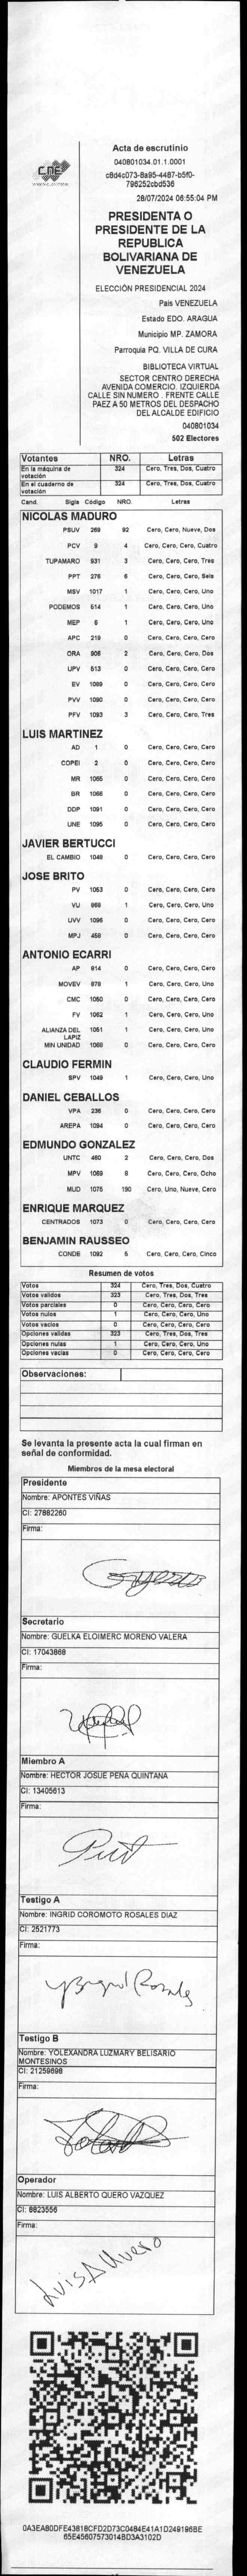 CNE
Acta de escrutinio
040801034.01.1.0001
c8d4c073-8a95-4487-b5f0-
796252cbd536
28/07/2024 06:55:04 PM
PRESIDENTA O
PRESIDENTE DE LA
REPUBLICA
BOLIVARIANA DE
VENEZUELA
ELECCIÓN PRESIDENCIAL 2024
País VENEZUELA
Estado EDO. ARAGUA
Municipio MP. ZAMORA
Parroquia PQ. VILLA DE CURA
BIBLIOTECA VIRTUAL
SECTOR CENTRO DERECHA
AVENIDA COMERCIO. IZQUIERDA
CALLE SIN NUMERO . FRENTE CALLE
PAEZ A 50 METROS DEL DESPACHO
DEL ALCALDE EDIFICIO
040801034
502 Electores
Votantes NRO. Letras
En la máquina de votación 324 Cero, Tres, Dos, Cuatro
En el cuaderno de votación 324 Cero, Tres, Dos, Cuatro
Cand. Sigla Código NRO. Letras
NICOLAS MADURO
PSUV 269 92 Cero, Cero, Nueve, Dos
PCV 9 4 Cero, Cero, Cero, Cuatro
TUPAMARO 931 3 Cero, Cero, Cero, Tres
PPT 276 6 Cero, Cero, Cero, Seis
MSV 1017 1 Cero, Cero, Cero, Uno
PODEMOS 514 1 Cero, Cero, Cero, Uno
MEP 6 1 Cero, Cero, Cero, Uno
APC 219 0 Cero, Cero, Cero, Cero
ORA 906 2 Cero, Cero, Cero, Dos
UPV 513 0 Cero, Cero, Cero, Cero
EV 1089 0 Cero, Cero, Cero, Cero
PVV 1090 0 Cero, Cero, Cero, Cero
PFV 1093 3 Cero, Cero, Cero, Tres
LUIS MARTINEZ
AD 1 0 Cero, Cero, Cero, Cero
COPEI 2 0 Cero, Cero, Cero, Cero
MR 1065 0 Cero, Cero, Cero, Cero
BR 1066 0 Cero, Cero, Cero, Cero
DDP 1091 0 Cero, Cero, Cero, Cero
UNE 1095 0 Cero, Cero, Cero, Cero
JAVIER BERTUCCI
EL CAMBIO 1048 0 Cero, Cero, Cero, Cero
JOSE BRITO
PV 1053 0 Cero, Cero, Cero, Cero
VU 868 1 Cero, Cero, Cero, Uno
UVV 1096 0 Cero, Cero, Cero, Cero
MPJ 458 0 Cero, Cero, Cero, Cero
ANTONIO ECARRI
AP 814 0 Cero, Cero, Cero, Cero
MOVEV 878 1 Cero, Cero, Cero, Uno
CMC 1050 0 Cero, Cero, Cero, Cero
FV 1052 1 Cero, Cero, Cero, Uno
ALIANZA DEL LAPIZ 1051 1 Cero, Cero, Cero, Uno
MIN UNIDAD 1068 0 Cero, Cero, Cero, Cero
CLAUDIO FERMIN
SPV 1049 1 Cero, Cero, Cero, Uno
DANIEL CEBALLOS
VPA 236 0 Cero, Cero, Cero, Cero
AREPA 1094 0 Cero, Cero, Cero, Cero
EDMUNDO GONZALEZ
UNTC 460 2 Cero, Cero, Cero, Dos
MPV 1069 8 Cero, Cero, Cero, Ocho
MUD 1075 190 Cero, Uno, Nueve, Cero
ENRIQUE MARQUEZ
CENTRADOS 1073 0 Cero, Cero, Cero, Cero
BENJAMIN RAUSSEO
CONDE 1092 5 Cero, Cero, Cero, Cinco
Resumen de votos
Votos 324 Cero, Tres, Dos, Cuatro
Votos validos 323 Cero, Tres, Dos, Tres
Votos parciales 0 Cero, Cero, Cero, Cero
Votos nulos 1 Cero, Cero, Cero, Uno
Votos vacios 0 Cero, Cero, Cero, Cero
Opciones validas 323 Cero, Tres, Dos, Tres
Opciones nulas 1 Cero, Cero, Cero, Uno
Opciones vacias 0 Cero, Cero, Cero, Cero
Observaciones:
Se levanta la presente acta la cual firman en
señal de conformidad.
Miembros de la mesa electoral
Presidente
Nombre: APONTES VIÑAS
CI: 27882260
Firma:
Secretario
Nombre: GUELKA ELOIMERC MORENO VALERA
CI: 17043868
Firma:
Miembro A
Nombre: HECTOR JOSUE PEÑA QUINTANA
CI: 13405613
Firma:
Testigo A
Nombre: INGRID COROMOTO ROSALES DIAZ
CI: 2521773
Firma:
Ingrid Rosales
Testigo B
Nombre: YOLEXANDRA LUZMARY BELISARIO
MONTESINOS
CI: 21259698
Firma:
Operador
Nombre: LUIS ALBERTO QUERO VAZQUEZ
CI: 8823556
Firma:
Luis A Quero
0A3EA80DFE43818CFD2D73C0484E41A1D249196BE
65E45607573014BD3A3102D